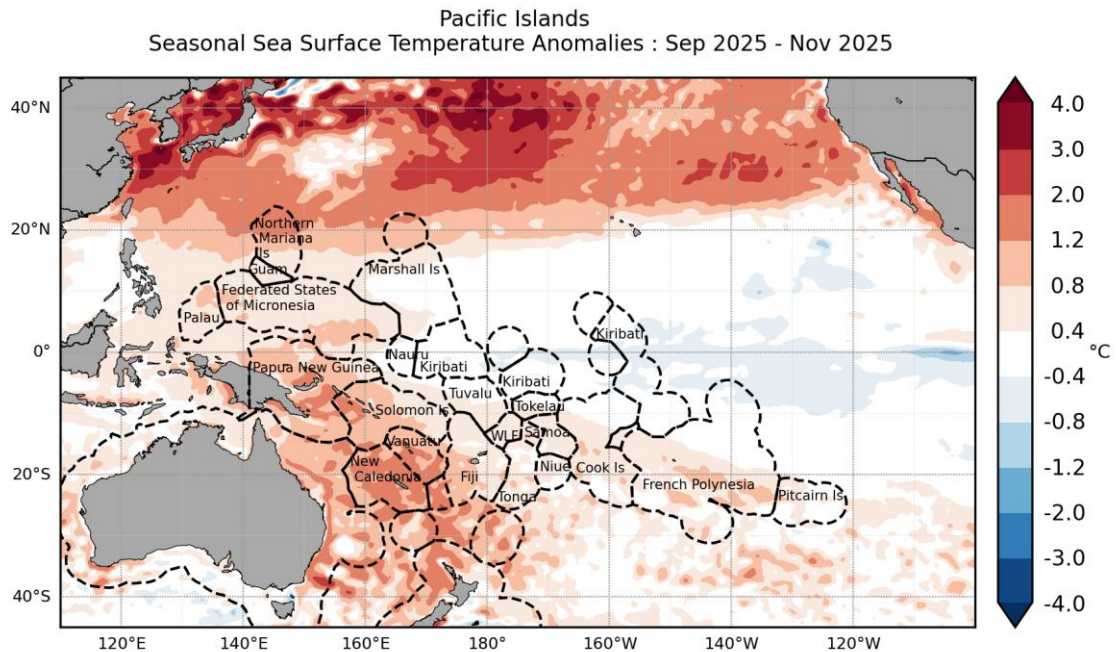 Pacific Islands
Seasonal Sea Surface Temperature Anomalies : Sep 2025 - Nov 2025
40°N
20°N
0°
20°S
40°S
120°E
140°E
160°E
180°
160°W
140°W
120°W
Northern
Mariana
Is
Guam
Marshall Is
Federated States
of Micronesia
Palau
Kiribati
Nauru
Kiribati
Papua New Guinea
Kiribati
Tuvalu
Tokelau
Solomon Is
WLF
Samoa
Vanuatu
New
Caledonia
Fiji
Niue
Cook Is
French Polynesia
Tonga
Pitcairn Is
4.0
3.0
2.0
1.2
0.8
0.4
-0.4
-0.8
-1.2
-2.0
-3.0
-4.0
°C